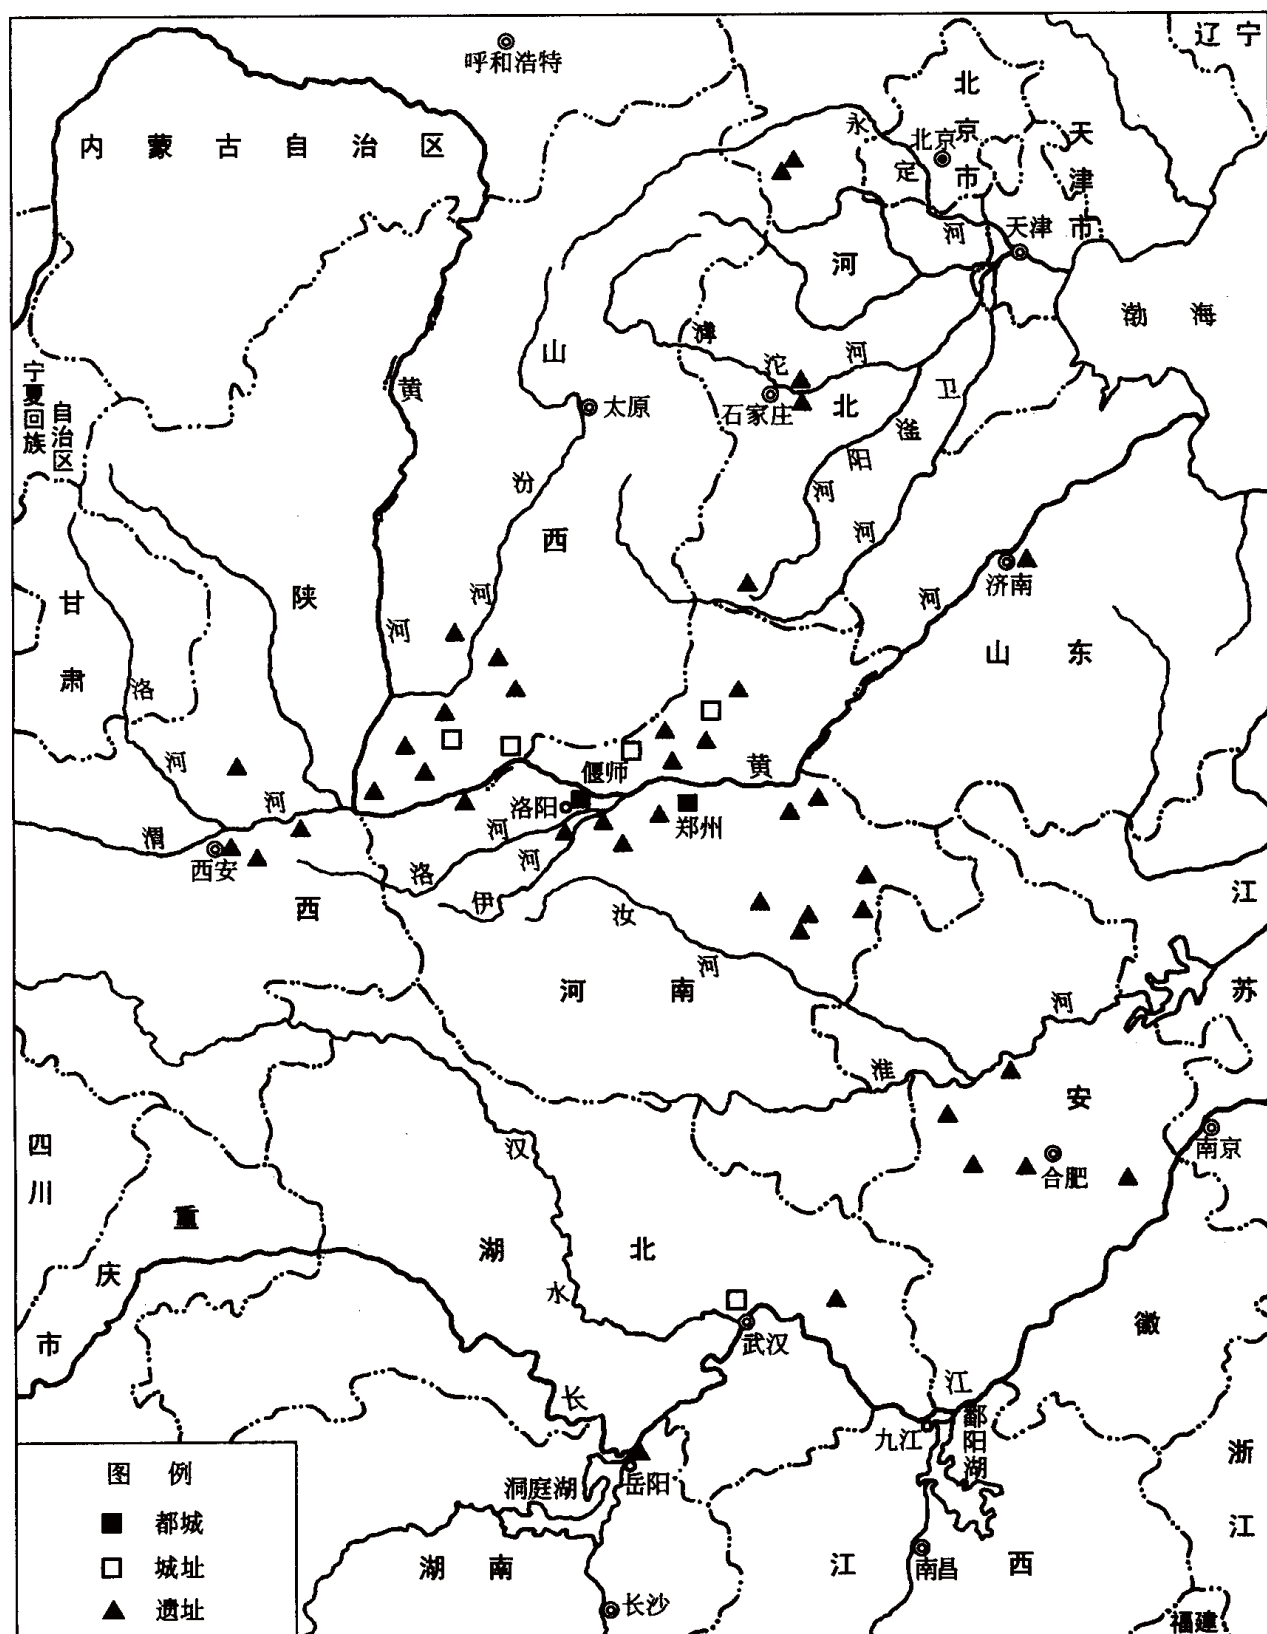 辽宁
呼和浩特
内蒙古自治区
北京市
北京
天津市
天津
永定河
河北
渤海
宁夏回族
自治区
黄河
山西
太原
滹沱河
石家庄
卫河
滏阳河
汾河
济南
黄河
山东
甘肃
陕西
洛河
渭河
西安
偃师
洛阳
郑州
洛河
伊河
汝河
河南
淮河
江苏
安徽
南京
合肥
四川
重庆市
汉水
湖北
武汉
长江
九江
鄱阳湖
洞庭湖
岳阳
湖南
长沙
江西
南昌
浙江
福建
图例
都城
城址
遗址